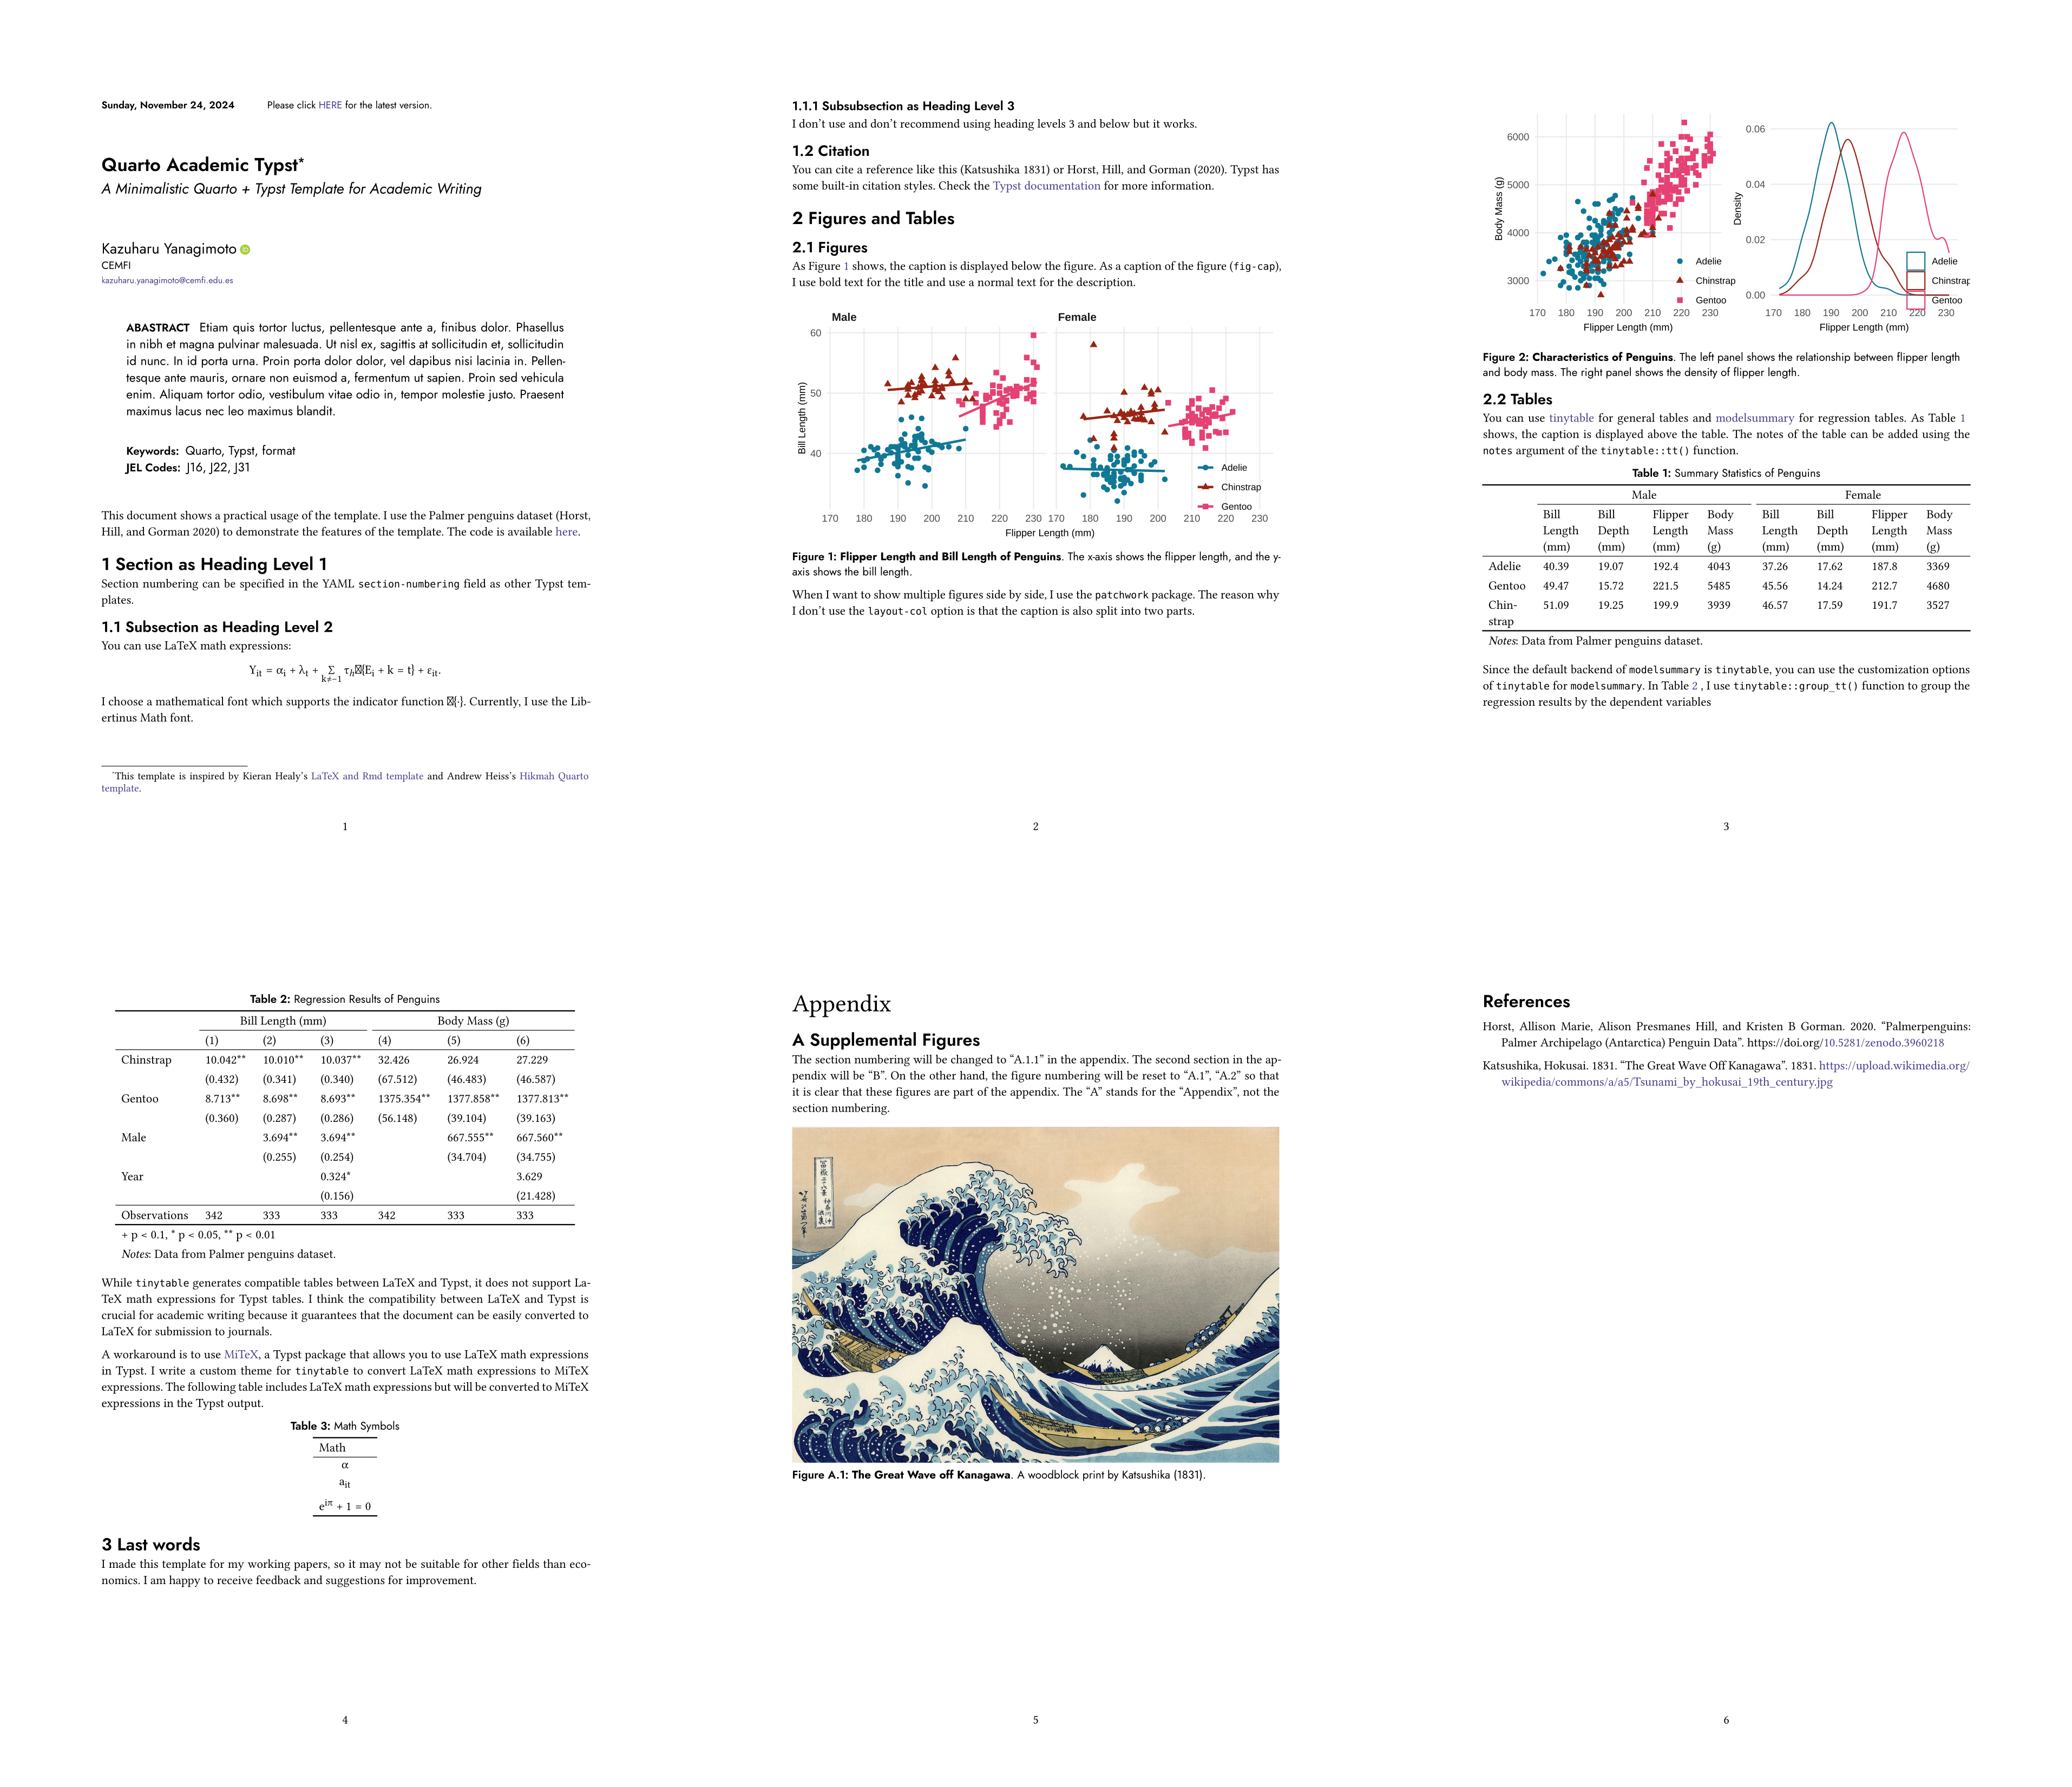 Sunday, November 24, 2024 Please click HERE for the latest version.
Quarto Academic Typst*
A Minimalistic Quarto + Typst Template for Academic Writing
Kazuharu Yanagimoto
CEMFI
kazuharu.yanagimoto@cemfi.edu.es
ABASTRACT Etiam quis tortor luctus, pellentesque ante a, finibus dolor. Phasellus
in nibh et magna pulvinar malesuada. Ut nisl ex, sagittis at sollicitudin et, sollicitudin
id nunc. In id porta urna. Proin porta dolor dolor, vel dapibus nisi lacinia in. Pellen-
tesque ante mauris, ornare non euismod a, fermentum ut sapien. Proin sed vehicula
enim. Aliquam tortor odio, vestibulum vitae odio in, tempor molestie justo. Praesent
maximus lacus nec leo maximus blandit.
Keywords: Quarto, Typst, format
JEL Codes: J16, J22, J31
This document shows a practical usage of the template. I use the Palmer penguins dataset (Horst,
Hill, and Gorman 2020) to demonstrate the features of the template. The code is available here.
1 Section as Heading Level 1
Section numbering can be specified in the YAML section-numbering field as other Typst tem-
plates.
1.1 Subsection as Heading Level 2
You can use LaTeX math expressions:
Yit = αi + λt + ∑ k≠−1 τh{Ei + k = t} + εit.
I choose a mathematical font which supports the indicator function {·}. Currently, I use the Lib-
ertinus Math font.
*This template is inspired by Kieran Healy's LaTeX and Rmd template and Andrew Heiss's Hikmah Quarto
template.
1
1.1.1 Subsubsection as Heading Level 3
I don't use and don't recommend using heading levels 3 and below but it works.
1.2 Citation
You can cite a reference like this (Katsushika 1831) or Horst, Hill, and Gorman (2020). Typst has
some built-in citation styles. Check the Typst documentation for more information.
2 Figures and Tables
2.1 Figures
As Figure 1 shows, the caption is displayed below the figure. As a caption of the figure (fig-cap),
I use bold text for the title and use a normal text for the description.
Male Female
60
50
40
Bill Length (mm)
Adelie
Chinstrap
Gentoo
170 180 190 200 210 220 230 170 180 190 200 210 220 230
Flipper Length (mm)
Figure 1: Flipper Length and Bill Length of Penguins. The x-axis shows the flipper length, and the y-
axis shows the bill length.
When I want to show multiple figures side by side, I use the patchwork package. The reason why
I don't use the layout-col option is that the caption is also split into two parts.
2
6000
5000
4000
3000
Body Mass (g)
Adelie
Chinstrap
Gentoo
170 180 190 200 210 220 230
Flipper Length (mm)
0.06
0.04
0.02
0.00
Density
Adelie
Chinstrap
Gentoo
170 180 190 200 210 220 230
Flipper Length (mm)
Figure 2: Characteristics of Penguins. The left panel shows the relationship between flipper length
and body mass. The right panel shows the density of flipper length.
2.2 Tables
You can use tinytable for general tables and modelsummary for regression tables. As Table 1
shows, the caption is displayed above the table. The notes of the table can be added using the
notes argument of the tinytable::tt() function.
Table 1: Summary Statistics of Penguins
Male Female
Bill Bill Flipper Body Bill Bill Flipper Body
Length Depth Length Mass Length Depth Length Mass
(mm) (mm) (mm) (g) (mm) (mm) (mm) (g)
Adelie 40.39 19.07 192.4 4043 37.26 17.62 187.8 3369
Gentoo 49.47 15.72 221.5 5485 45.56 14.24 212.7 4680
Chin- 51.09 19.25 199.9 3939 46.57 17.59 191.7 3527
strap
Notes: Data from Palmer penguins dataset.
Since the default backend of modelsummary is tinytable, you can use the customization options
of tinytable for modelsummary. In Table 2 , I use tinytable::group_tt() function to group the
regression results by the dependent variables
3
Table 2: Regression Results of Penguins
Bill Length (mm) Body Mass (g)
(1) (2) (3) (4) (5) (6)
Chinstrap 10.042** 10.010** 10.037** 32.426 26.924 27.229
(0.432) (0.341) (0.340) (67.512) (46.483) (46.587)
Gentoo 8.713** 8.698** 8.693** 1375.354** 1377.858** 1377.813**
(0.360) (0.287) (0.286) (56.148) (39.104) (39.163)
Male 3.694** 3.694** 667.555** 667.560**
(0.255) (0.254) (34.704) (34.755)
Year 0.324* 3.629
(0.156) (21.428)
Observations 342 333 333 342 333 333
+ p < 0.1, * p < 0.05, ** p < 0.01
Notes: Data from Palmer penguins dataset.
While tinytable generates compatible tables between LaTeX and Typst, it does not support La-
TeX math expressions for Typst tables. I think the compatibility between LaTeX and Typst is
crucial for academic writing because it guarantees that the document can be easily converted to
LaTeX for submission to journals.
A workaround is to use MiTeX, a Typst package that allows you to use LaTeX math expressions
in Typst. I write a custom theme for tinytable to convert LaTeX math expressions to MiTeX
expressions. The following table includes LaTeX math expressions but will be converted to MiTeX
expressions in the Typst output.
Table 3: Math Symbols
Math
α
ait
e^iπ + 1 = 0
3 Last words
I made this template for my working papers, so it may not be suitable for other fields than eco-
nomics. I am happy to receive feedback and suggestions for improvement.
4
Appendix
A Supplemental Figures
The section numbering will be changed to “A.1.1” in the appendix. The second section in the ap-
pendix will be “B”. On the other hand, the figure numbering will be reset to “A.1”, “A.2” so that
it is clear that these figures are part of the appendix. The “A” stands for the “Appendix”, not the
section numbering.
Figure A.1: The Great Wave off Kanagawa. A woodblock print by Katsushika (1831).
5
References
Horst, Allison Marie, Alison Presmanes Hill, and Kristen B Gorman. 2020. “Palmerpenguins:
Palmer Archipelago (Antarctica) Penguin Data”. https://doi.org/10.5281/zenodo.3960218
Katsushika, Hokusai. 1831. “The Great Wave Off Kanagawa”. 1831. https://upload.wikimedia.org/
wikipedia/commons/a/a5/Tsunami_by_hokusai_19th_century.jpg
6